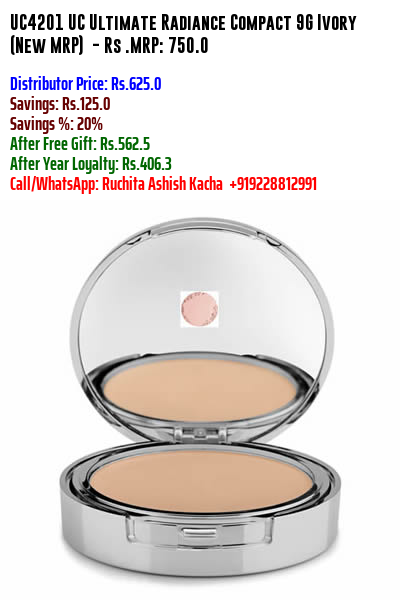 UC4201 UC Ultimate Radiance Compact 9G Ivory
(New MRP)  - Rs .MRP: 750.0
Distributor Price: Rs.625.0
Savings: Rs.125.0
Savings %: 20%
After Free Gift: Rs.562.5
After Year Loyalty: Rs.406.3
Call/WhatsApp: Ruchita Ashish Kacha  +919228812991